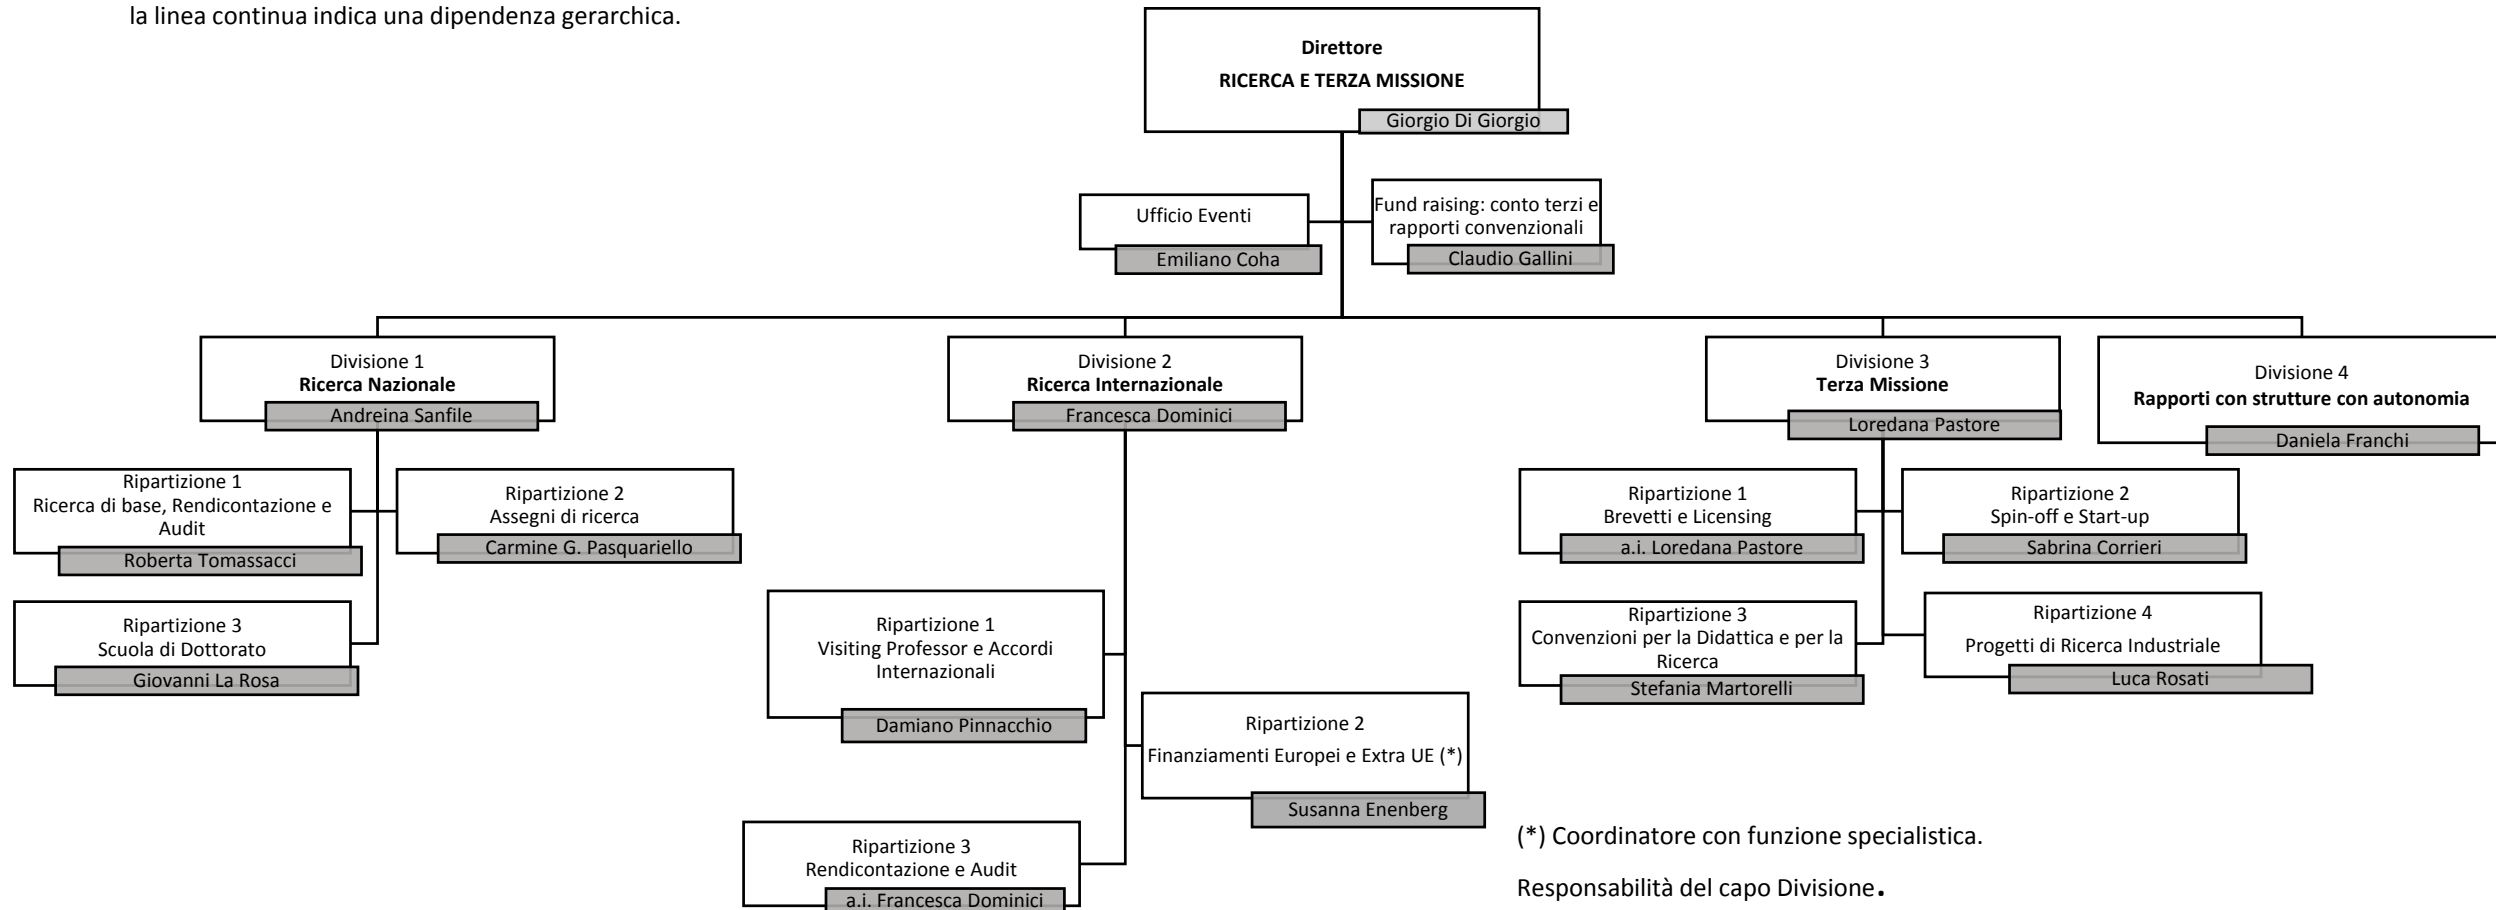 la linea continua indica una dipendenza gerarchica.
Direttore
RICERCA E TERZA MISSIONE
Giorgio Di Giorgio
Ufficio Eventi
Emiliano Coha
Fund raising: conto terzi e
rapporti convenzionali
Claudio Gallini
Divisione 1
Ricerca Nazionale
Andreina Sanfile
Divisione 2
Ricerca Internazionale
Francesca Dominici
Divisione 3
Terza Missione
Loredana Pastore
Divisione 4
Rapporti con strutture con autonomia
Daniela Franchi
Ripartizione 1
Ricerca di base, Rendicontazione e
Audit
Roberta Tomassacci
Ripartizione 2
Assegni di ricerca
Carmine G. Pasquariello
Ripartizione 3
Scuola di Dottorato
Giovanni La Rosa
Ripartizione 1
Visiting Professor e Accordi
Internazionali
Damiano Pinnacchio
Ripartizione 2
Finanziamenti Europei e Extra UE (*)
Susanna Enenberg
Ripartizione 3
Rendicontazione e Audit
a.i. Francesca Dominici
Ripartizione 1
Brevetti e Licensing
a.i. Loredana Pastore
Ripartizione 2
Spin-off e Start-up
Sabrina Corrieri
Ripartizione 3
Convenzioni per la Didattica e per la
Ricerca
Stefania Martorelli
Ripartizione 4
Progetti di Ricerca Industriale
Luca Rosati
(*) Coordinatore con funzione specialistica.
Responsabilità del capo Divisione.